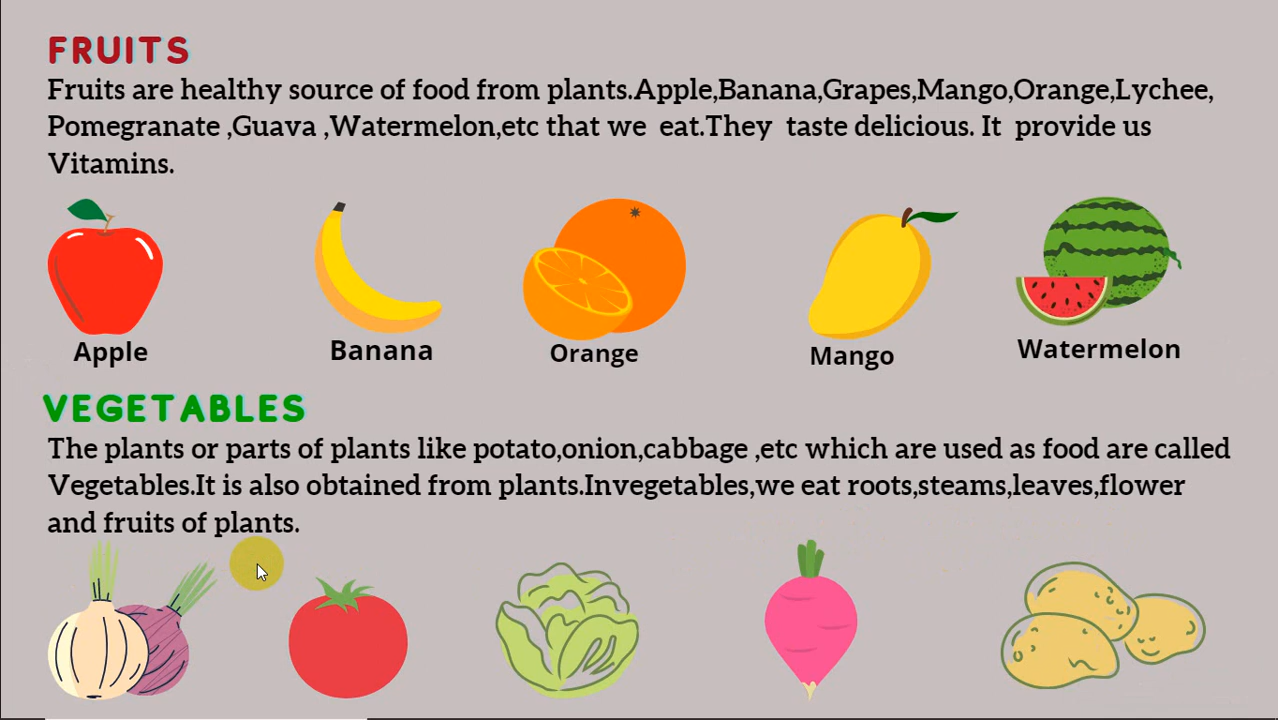 FRUITS
Fruits are healthy source of food from plants.Apple,Banana,Grapes,Mango,Orange,Lychee,
Pomegranate ,Guava ,Watermelon,etc that we eat.They taste delicious. It provide us
Vitamins.
Apple
Banana
Orange
Mango
Watermelon
VEGETABLES
The plants or parts of plants like potato,onion,cabbage ,etc which are used as food are called
Vegetables.It is also obtained from plants.Invegetables,we eat roots,steams,leaves,flower
and fruits of plants.